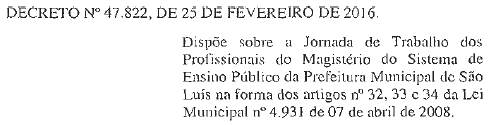 DECRETO Nº 47.822, DE 25 DE FEVEREIRO DE 2016.
Dispõe sobre a Jornada de Trabalho dos
Profissionais do Magistério do Sistema de
Ensino Público da Prefeitura Municipal de São
Luís na forma dos artigos nº 32, 33 e 34 da Lei
Municipal nº 4.931 de 07 de abril de 2008.